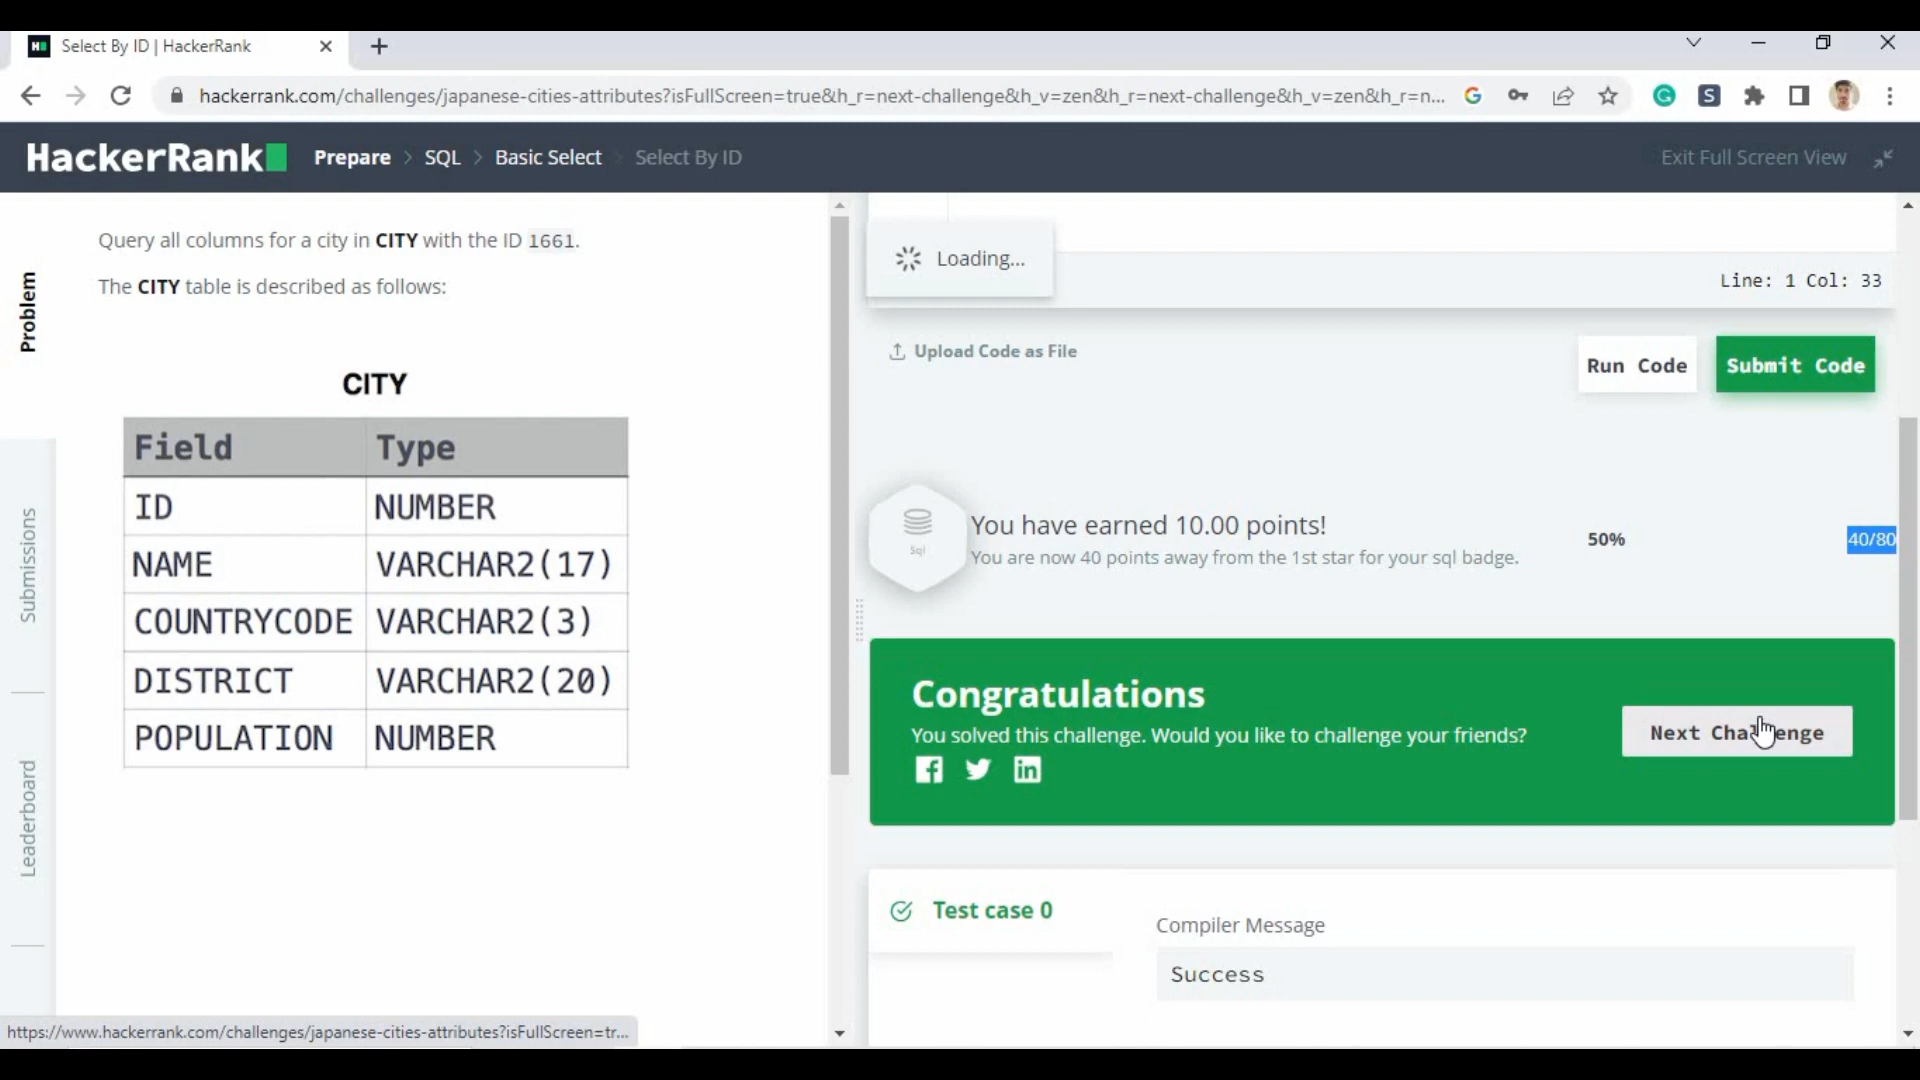 Select By ID | HackerRank
hackerrank.com/challenges/japanese-cities-attributes?isFullScreen=true&h_r=next-challenge&h_v=zen&h_r=next-challenge&h_v=zen&h_r=n...
HackerRank Prepare > SQL > Basic Select > Select By ID Exit Full Screen View
Problem
Submissions
Leaderboard
Query all columns for a city in CITY with the ID 1661.
The CITY table is described as follows:
CITY
Field Type
ID NUMBER
NAME VARCHAR2(17)
COUNTRYCODE VARCHAR2(3)
DISTRICT VARCHAR2(20)
POPULATION NUMBER
Loading...
Line: 1 Col: 33
Upload Code as File
Run Code Submit Code
Sql
You have earned 10.00 points!
You are now 40 points away from the 1st star for your sql badge.
50% 40/80
Congratulations
You solved this challenge. Would you like to challenge your friends?
Next Challenge
Test case 0
Compiler Message
Success
https://www.hackerrank.com/challenges/japanese-cities-attributes?isFullScreen=tr...